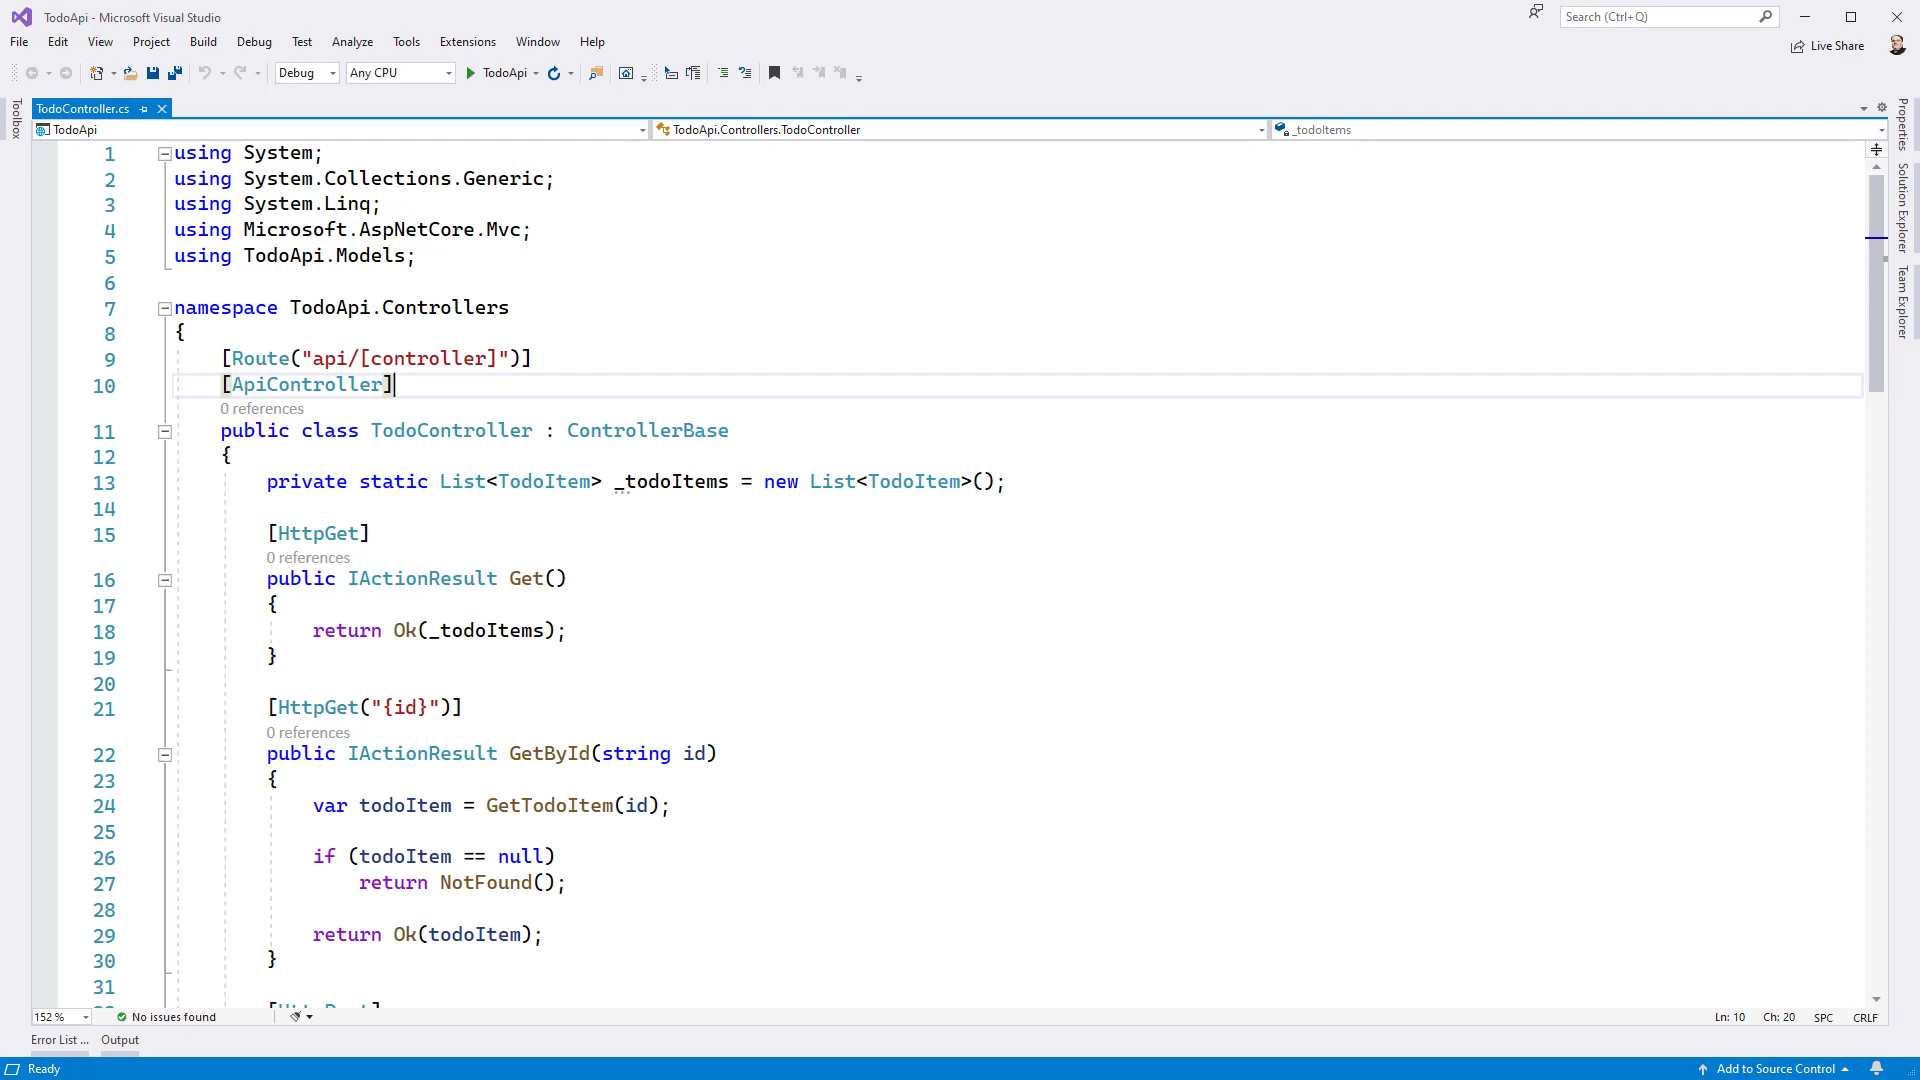 TodoApi - Microsoft Visual Studio
Search (Ctrl+Q)
File Edit View Project Build Debug Test Analyze Tools Extensions Window Help
Live Share
Debug Any CPU TodoApi
Toolbox
TodoController.cs
TodoApi TodoApi.Controllers.TodoController _todoItems
Properties
Solution Explorer
Team Explorer
1 using System;
2 using System.Collections.Generic;
3 using System.Linq;
4 using Microsoft.AspNetCore.Mvc;
5 using TodoApi.Models;
6
7 namespace TodoApi.Controllers
8 {
9 [Route("api/[controller]")]
10 [ApiController]
0 references
11 public class TodoController : ControllerBase
12 {
13 private static List<TodoItem> _todoItems = new List<TodoItem>();
14
15 [HttpGet]
0 references
16 public IActionResult Get()
17 {
18 return Ok(_todoItems);
19 }
20
21 [HttpGet("{id}")]
0 references
22 public IActionResult GetById(string id)
23 {
24 var todoItem = GetTodoItem(id);
25
26 if (todoItem == null)
27 return NotFound();
28
29 return Ok(todoItem);
30 }
31
152 % No issues found Ln: 10 Ch: 20 SPC CRLF
Error List ... Output
Ready Add to Source Control